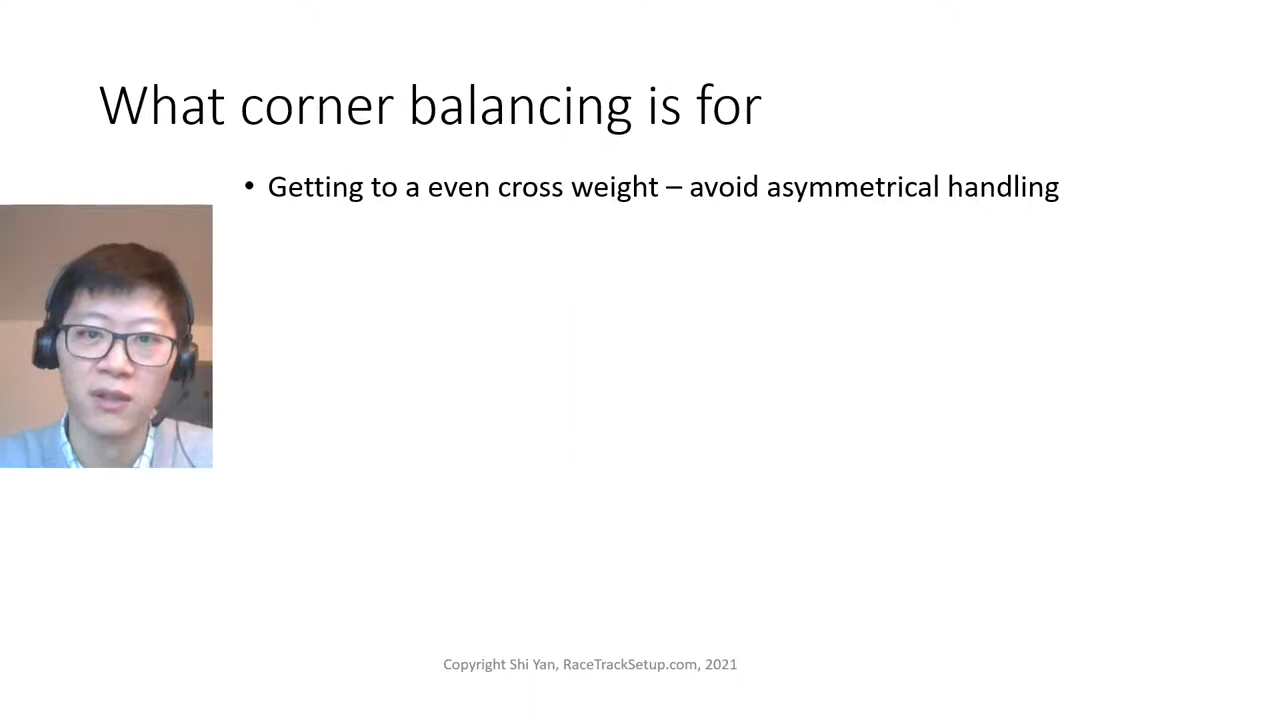 What corner balancing is for
• Getting to a even cross weight – avoid asymmetrical handling
Copyright Shi Yan, RaceTrackSetup.com, 2021